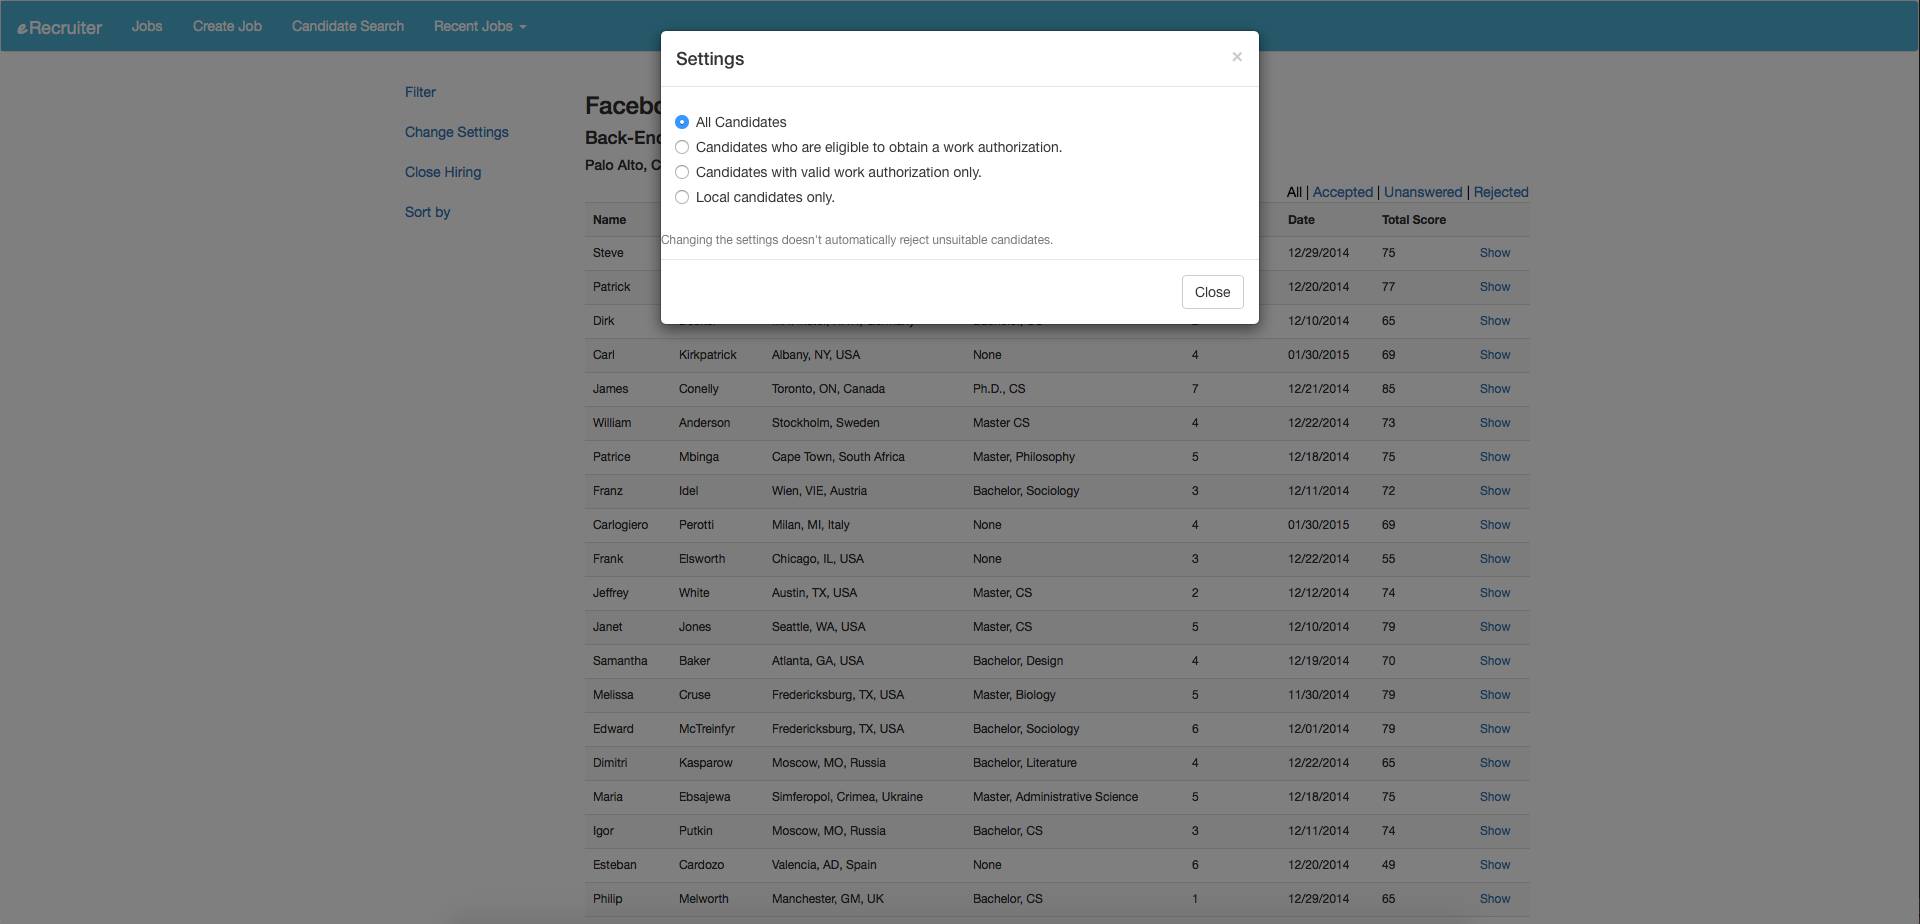 eRecruiter Jobs Create Job Candidate Search Recent Jobs
Settings ×
Filter
Change Settings
Close Hiring
Sort by
Back-End
Palo Alto,
All Candidates
Candidates who are eligible to obtain a work authorization.
Candidates with valid work authorization only.
Local candidates only.
Changing the settings doesn't automatically reject unsuitable candidates.
Close
All | Accepted | Unanswered | Rejected
Name Date Total Score
Steve 12/29/2014 75 Show
Patrick 12/20/2014 77 Show
Dirk 12/10/2014 65 Show
Carl Kirkpatrick Albany, NY, USA None 4 01/30/2015 69 Show
James Conelly Toronto, ON, Canada Ph.D., CS 7 12/21/2014 85 Show
William Anderson Stockholm, Sweden Master CS 4 12/22/2014 73 Show
Patrice Mbinga Cape Town, South Africa Master, Philosophy 5 12/18/2014 75 Show
Franz Idel Wien, VIE, Austria Bachelor, Sociology 3 12/11/2014 72 Show
Carlogiero Perotti Milan, MI, Italy None 4 01/30/2015 69 Show
Frank Elsworth Chicago, IL, USA None 3 12/22/2014 55 Show
Jeffrey White Austin, TX, USA Master, CS 2 12/12/2014 74 Show
Janet Jones Seattle, WA, USA Master, CS 5 12/10/2014 79 Show
Samantha Baker Atlanta, GA, USA Bachelor, Design 4 12/19/2014 70 Show
Melissa Cruse Fredericksburg, TX, USA Master, Biology 5 11/30/2014 79 Show
Edward McTreinfyr Fredericksburg, TX, USA Bachelor, Sociology 6 12/01/2014 79 Show
Dimitri Kasparow Moscow, MO, Russia Bachelor, Literature 4 12/22/2014 65 Show
Maria Ebsajewa Simferopol, Crimea, Ukraine Master, Administrative Science 5 12/18/2014 75 Show
Igor Putkin Moscow, MO, Russia Bachelor, CS 3 12/11/2014 74 Show
Esteban Cardozo Valencia, AD, Spain None 6 12/20/2014 49 Show
Philip Melworth Manchester, GM, UK Bachelor, CS 1 12/29/2014 65 Show